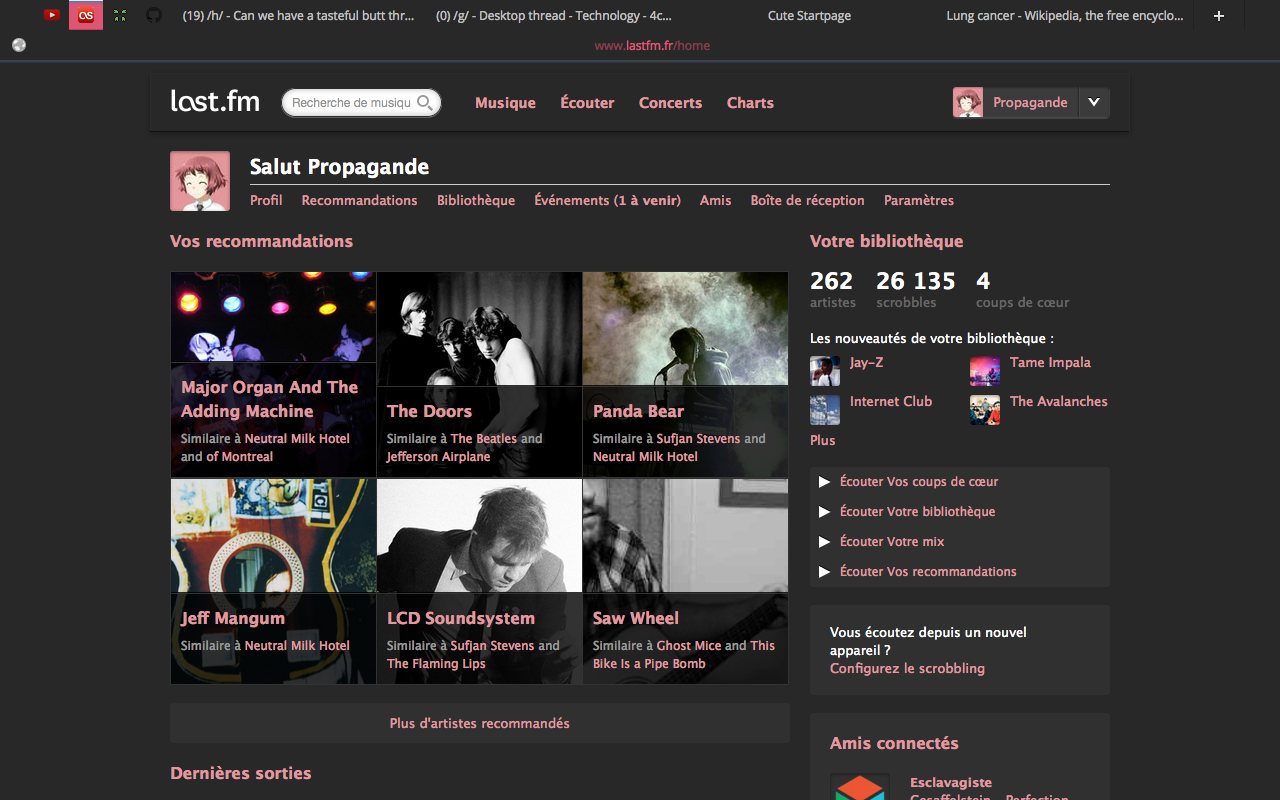 (19) /h/ - Can we have a tasteful butt thr...
(0) /g/ - Desktop thread - Technology - 4c...
Cute Startpage
Lung cancer - Wikipedia, the free encyclo...
www.lastfm.fr/home
last.fm
Recherche de musiqu
Musique
Écouter
Concerts
Charts
Propagande
Salut Propagande
Profil
Recommandations
Bibliothèque
Événements (1 à venir)
Amis
Boîte de réception
Paramètres
Vos recommandations
Major Organ And The
Adding Machine
Similaire à Neutral Milk Hotel
and of Montreal
The Doors
Similaire à The Beatles and
Jefferson Airplane
Panda Bear
Similaire à Sufjan Stevens and
Neutral Milk Hotel
Jeff Mangum
Similaire à Neutral Milk Hotel
LCD Soundsystem
Similaire à Sufjan Stevens and
The Flaming Lips
Saw Wheel
Similaire à Ghost Mice and This
Bike Is a Pipe Bomb
Plus d'artistes recommandés
Dernières sorties
Votre bibliothèque
262
artistes
26 135
scrobbles
4
coups de cœur
Les nouveautés de votre bibliothèque :
Jay-Z
Tame Impala
Internet Club
The Avalanches
Plus
Écouter Vos coups de cœur
Écouter Votre bibliothèque
Écouter Votre mix
Écouter Vos recommandations
Vous écoutez depuis un nouvel
appareil ?
Configurez le scrobbling
Amis connectés
Esclavagiste
Gesaffelstein – Perfection